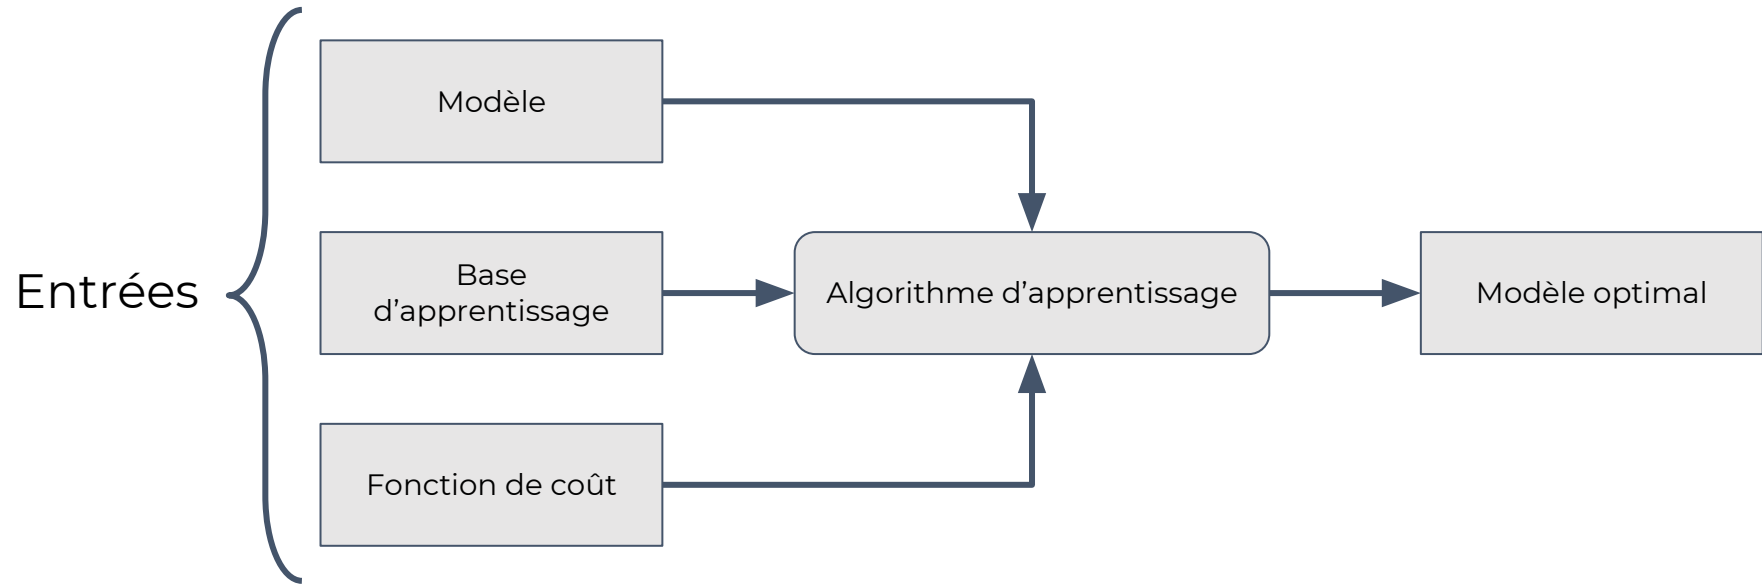 Entrées
Modèle
Base
d’apprentissage
Fonction de coût
Algorithme d’apprentissage
Modèle optimal